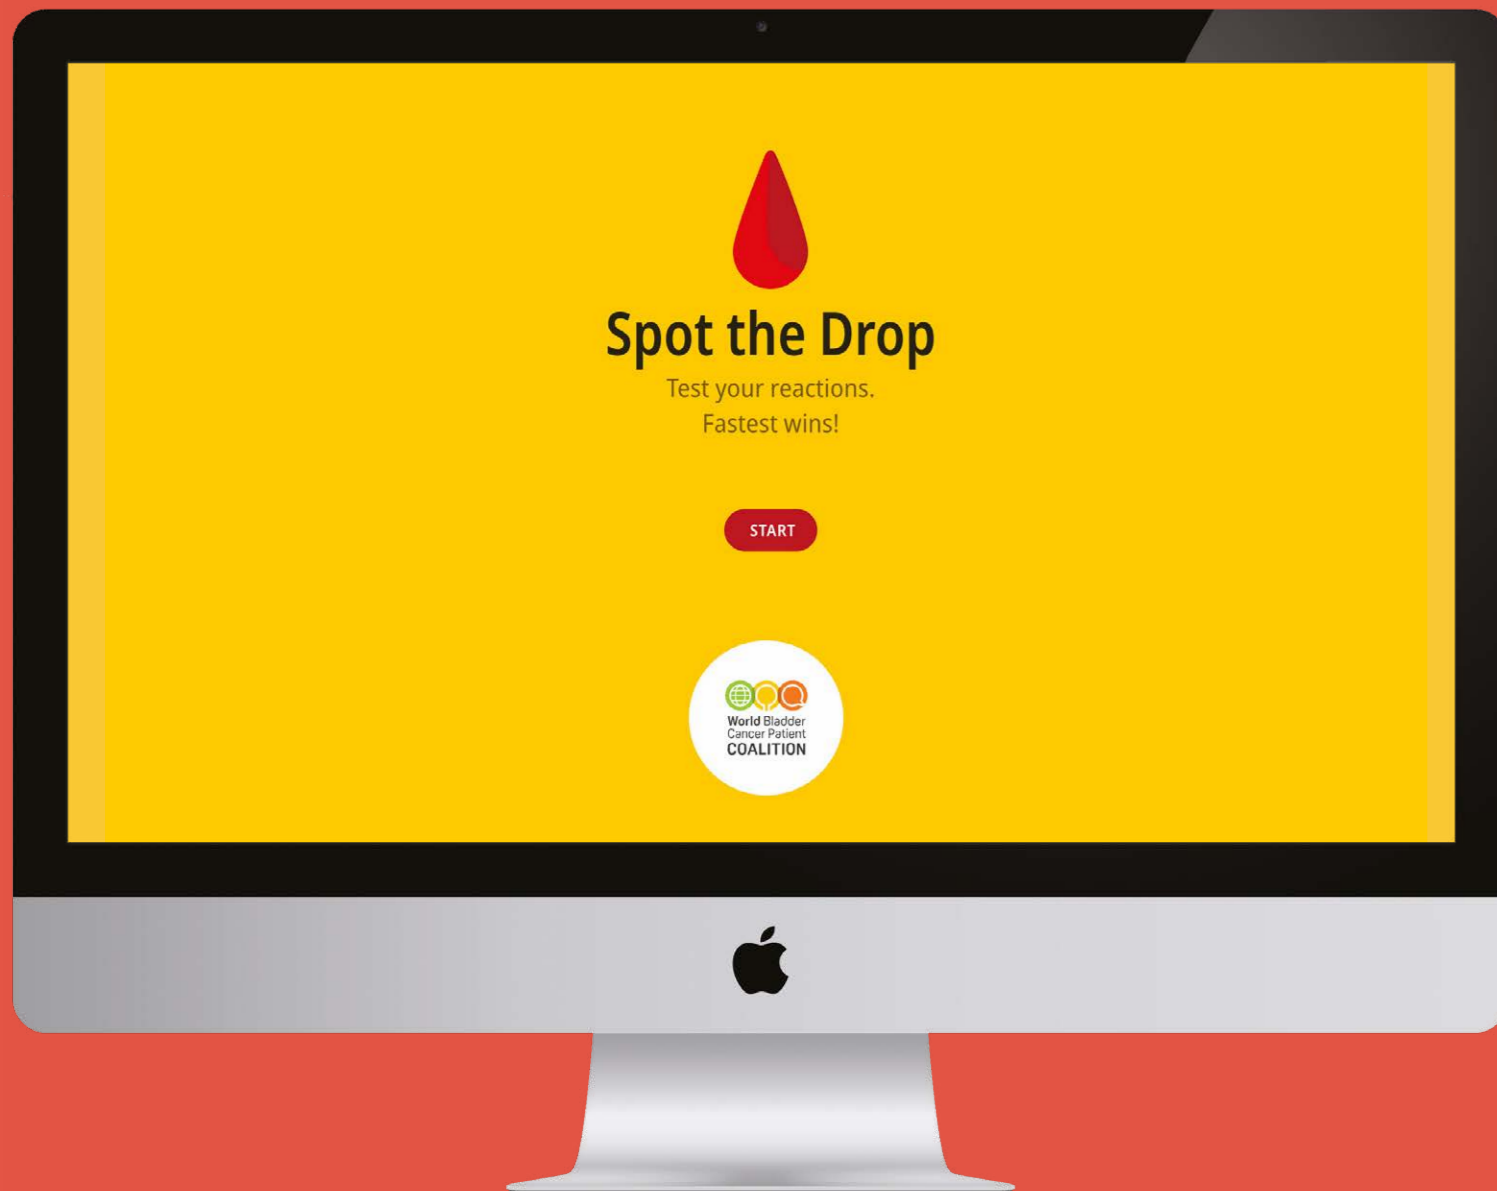 Spot the Drop
Test your reactions.
Fastest wins!
START
World Bladder
Cancer Patient
COALITION